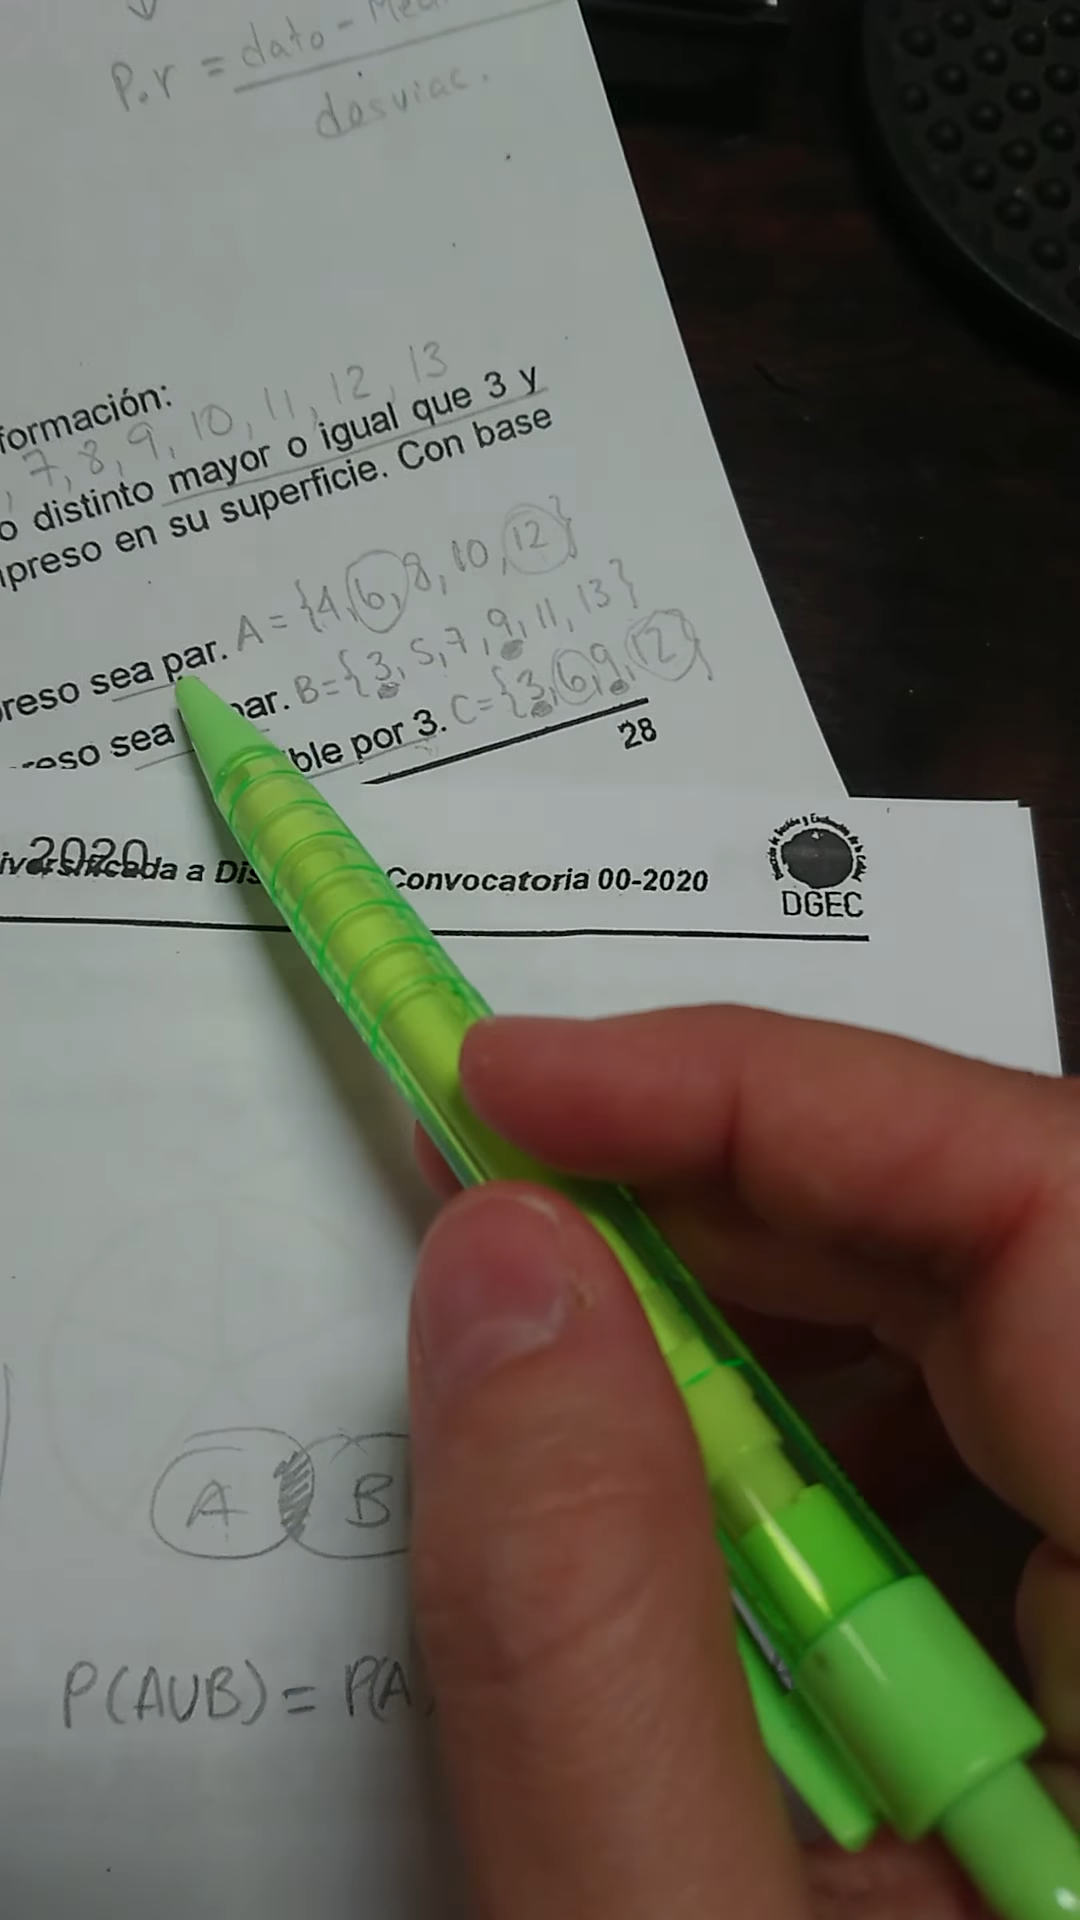 P.r = dato -
desviac.
formación:
7, 8, 9, 10, 11, 12, 13
o distinto mayor o igual que 3 y
preso en su superficie. Con base
reso sea par. A = {4, 6, 8, 10, 12}
reso sea par. B = {3, 5, 7, 9, 11, 13}
ble por 3. C = {3, 6, 9, 12}
28
2020
a Dis Convocatoria 00-2020
DGEC
A B
P(AUB) = P(A